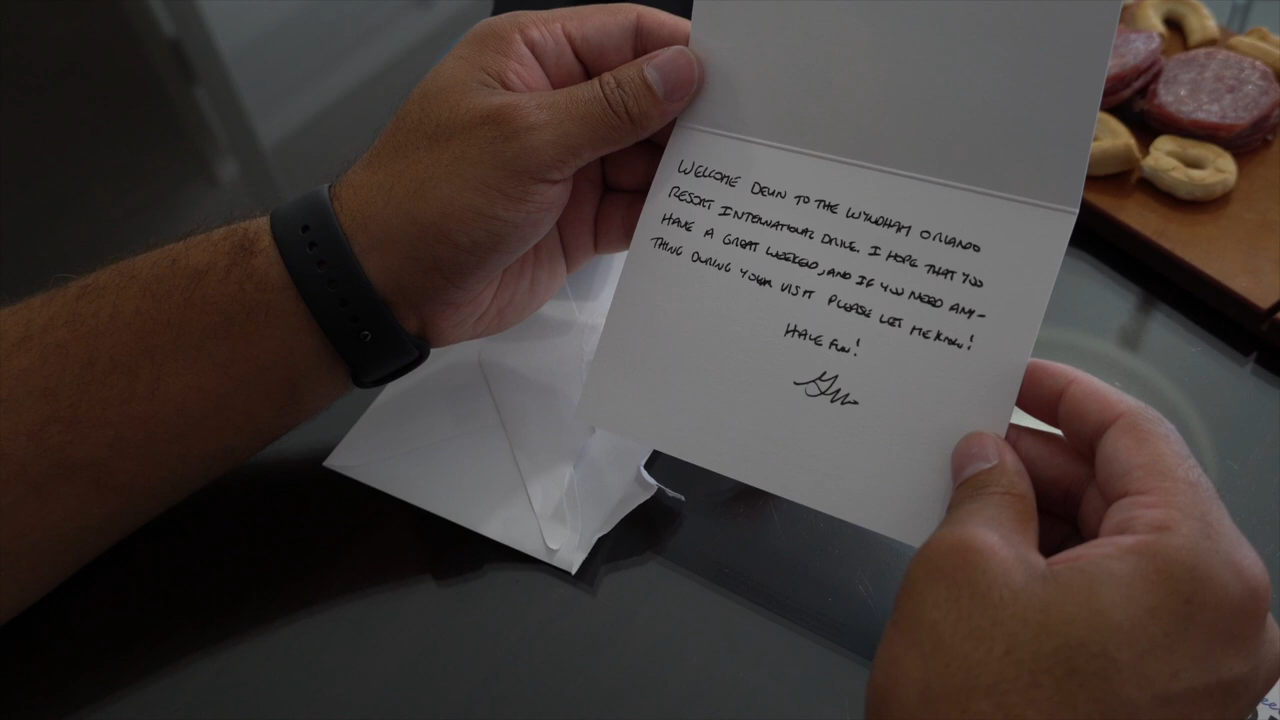 WELCOME DEVIN TO THE WYNDHAM ORLANDO
RESORT INTERNATIONAL DRIVE. I HOPE THAT YOU
HAVE A GREAT WEEKEND, AND IF YOU NEED ANY-
THING DURING YOUR VISIT PLEASE LET ME KNOW!
HAVE FUN!